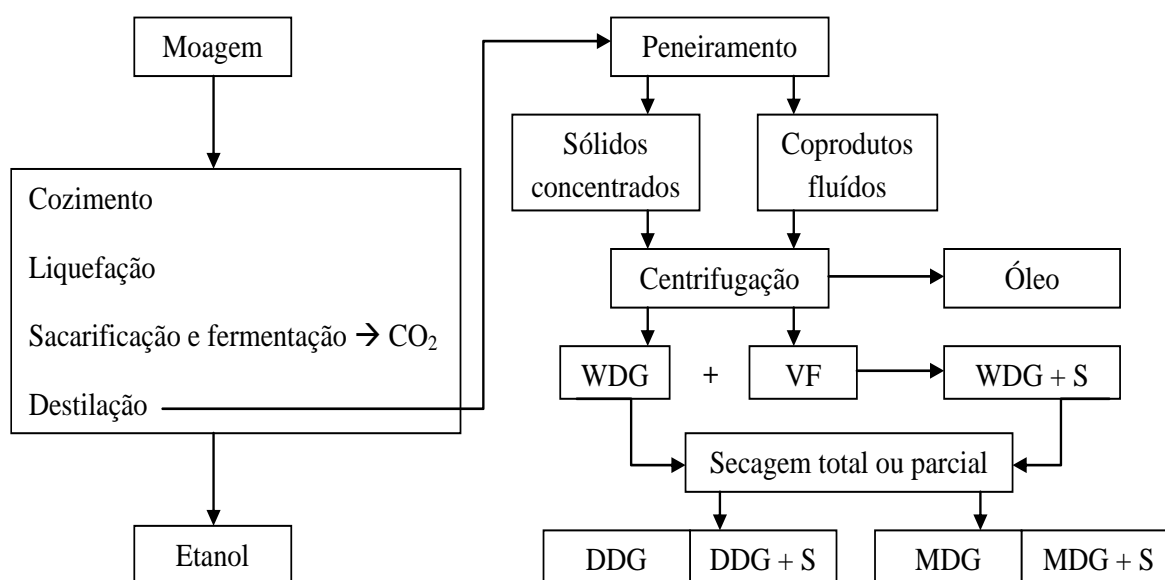 Moagem
Cozimento
Liquefação
Sacarificação e fermentação → CO₂
Destilação
Etanol
Peneiramento
Sólidos
concentrados
Coprodutos
fluídos
Centrifugação
Óleo
WDG + VF
WDG + S
Secagem total ou parcial
DDG DDG + S
MDG MDG + S